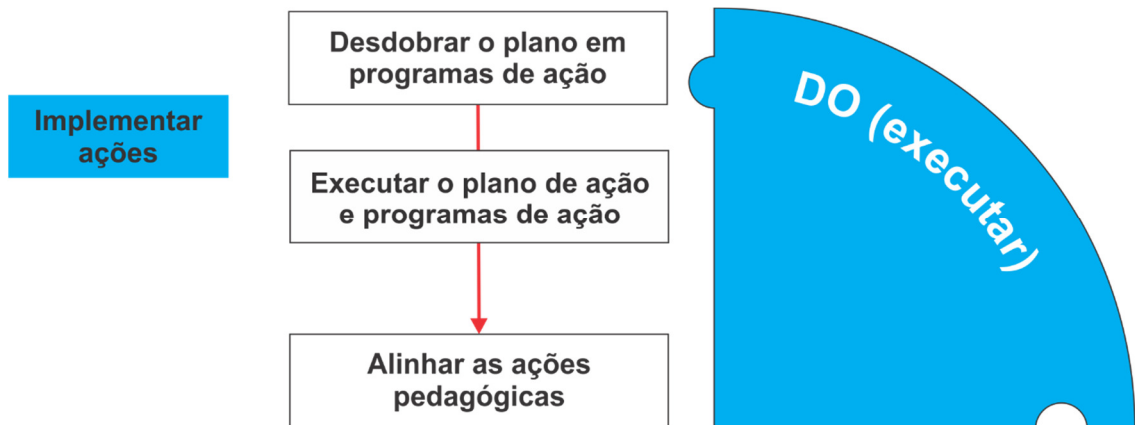 Implementar
ações
Desdobrar o plano em
programas de ação
Executar o plano de ação
e programas de ação
Alinhar as ações
pedagógicas
DO (executar)